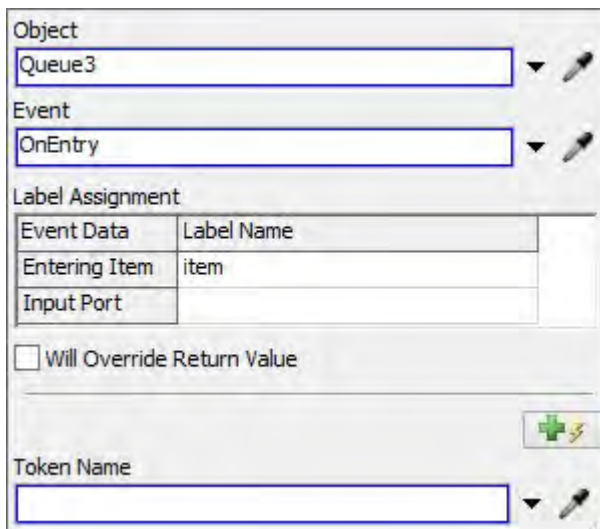 Object
Queue3
Event
OnEntry
Label Assignment
Event Data Label Name
Entering Item item
Input Port
Will Override Return Value
Token Name